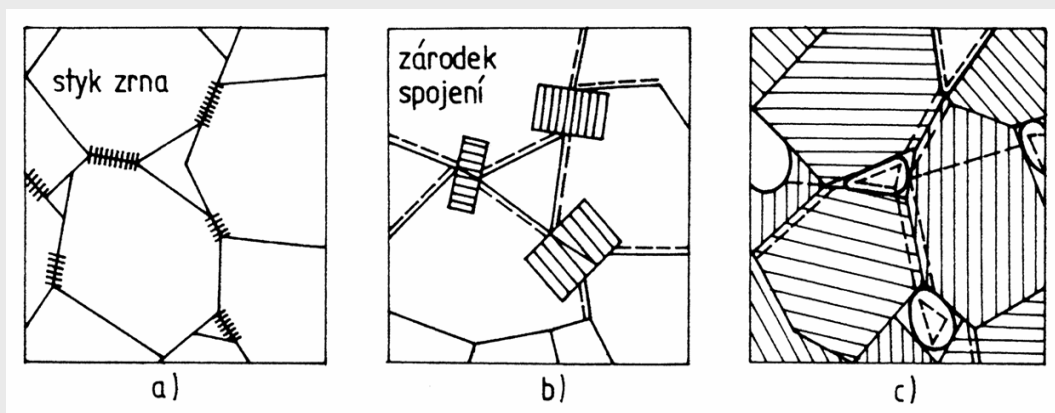 styk zrna
zárodek
spojení
a)
b)
c)